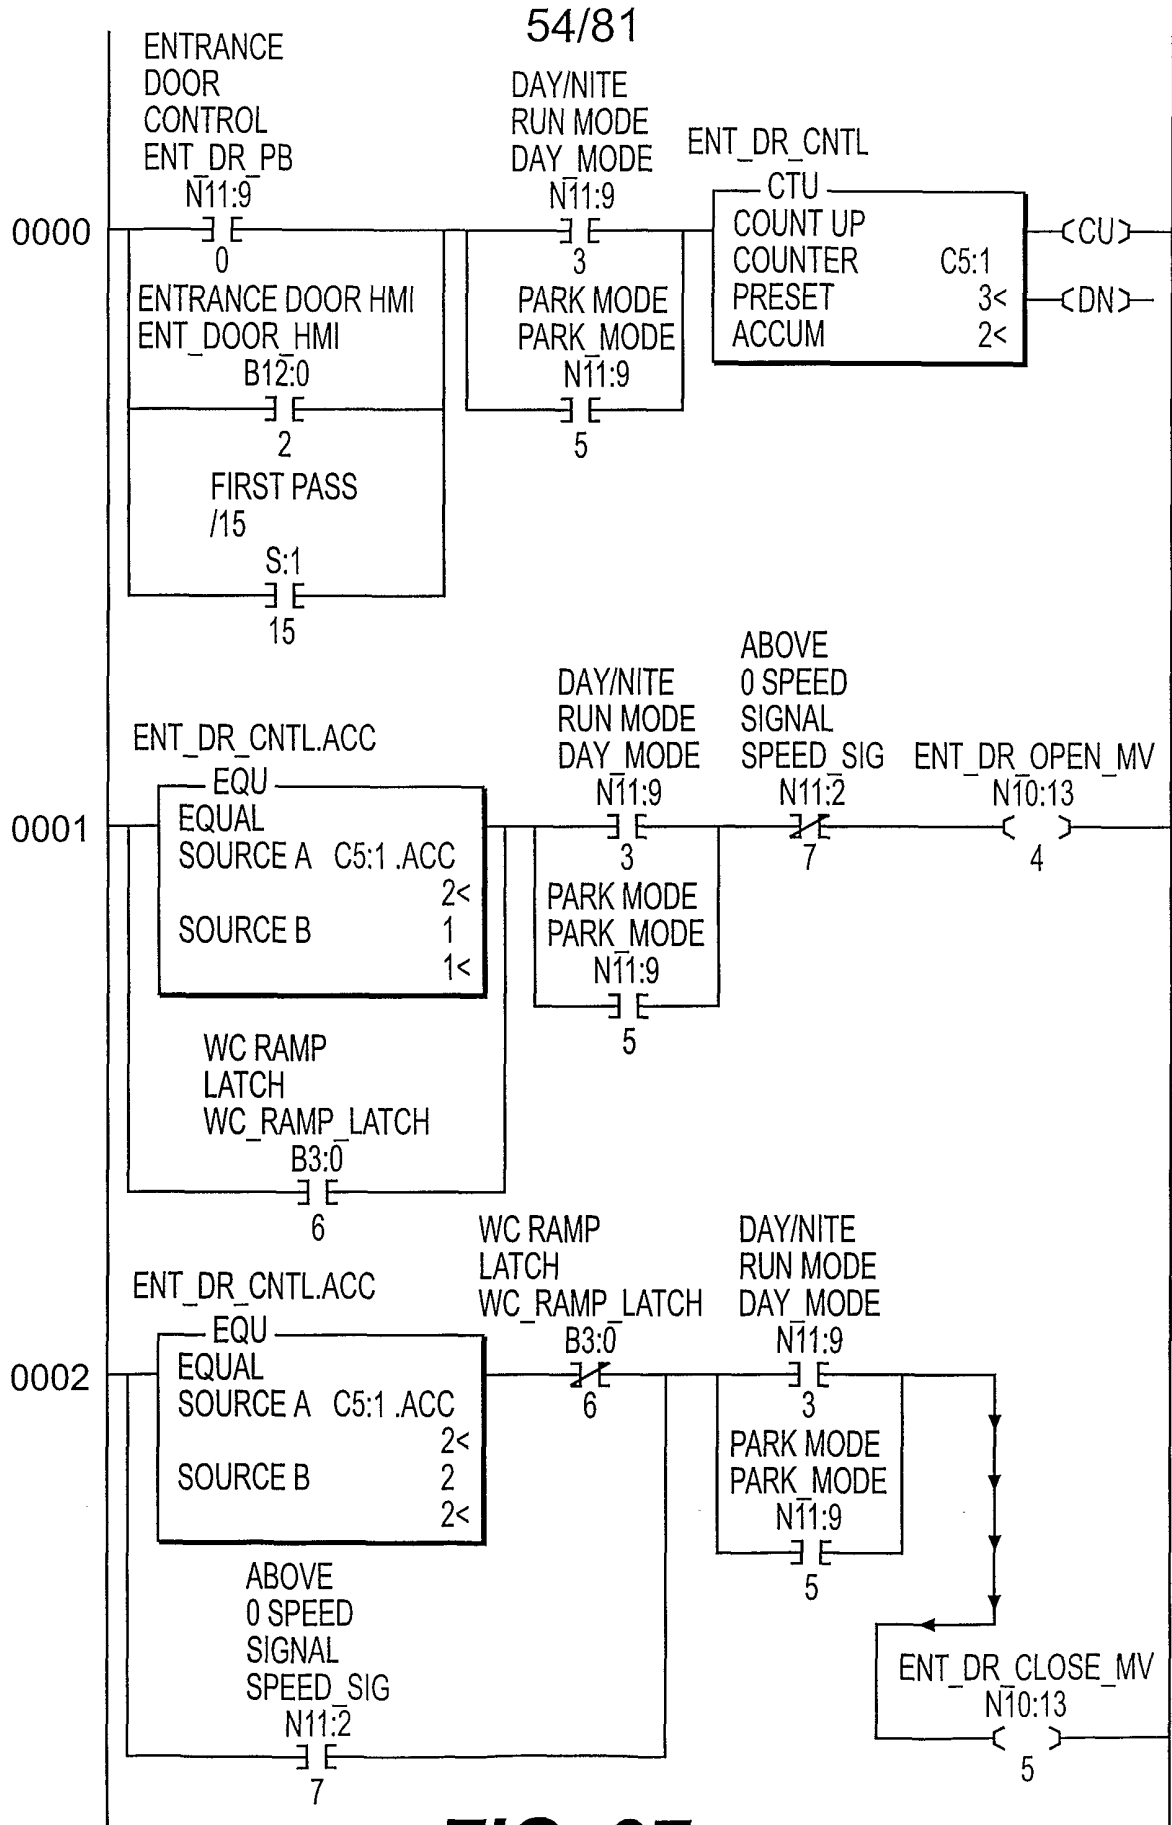 54/81
ENTRANCE
DOOR
CONTROL
ENT_DR_PB
N11:9
0
DAY/NITE
RUN MODE
DAY_MODE
N11:9
3
ENT_DR_CNTL
CTU
COUNT UP
COUNTER C5:1
PRESET 3<
ACCUM 2<
CU
DN
0000
ENTRANCE DOOR HMI
ENT_DOOR_HMI
B12:0
2
PARK MODE
PARK_MODE
N11:9
5
FIRST PASS
/15
S:1
15
0001
ENT_DR_CNTL.ACC
EQU
EQUAL
SOURCE A C5:1 .ACC
2<
SOURCE B 1
1<
DAY/NITE
RUN MODE
DAY_MODE
N11:9
3
ABOVE
0 SPEED
SIGNAL
SPEED_SIG
N11:2
7
ENT_DR_OPEN_MV
N10:13
4
PARK MODE
PARK_MODE
N11:9
5
WC RAMP
LATCH
WC_RAMP_LATCH
B3:0
6
0002
ENT_DR_CNTL.ACC
EQU
EQUAL
SOURCE A C5:1 .ACC
2<
SOURCE B 2
2<
WC RAMP
LATCH
WC_RAMP_LATCH
B3:0
6
DAY/NITE
RUN MODE
DAY_MODE
N11:9
3
PARK MODE
PARK_MODE
N11:9
5
ABOVE
0 SPEED
SIGNAL
SPEED_SIG
N11:2
7
ENT_DR_CLOSE_MV
N10:13
5